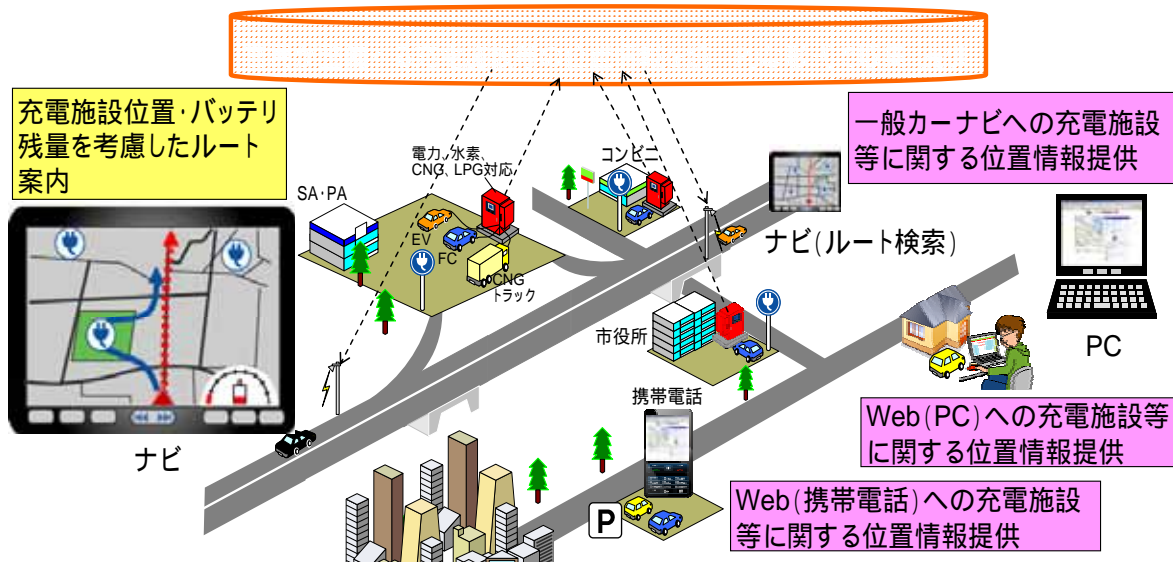 充電施設位置・バッテリ
残量を考慮したルート
案内
ナビ
SA・PA
電力、水素、
CNG、LPG対応
EV
FC
CNG
トラック
コンビニ
市役所
携帯電話
P
ナビ(ルート検索)
一般カーナビへの充電施設
等に関する位置情報提供
PC
Web(PC)への充電施設等
に関する位置情報提供
Web(携帯電話)への充電施設
等に関する位置情報提供